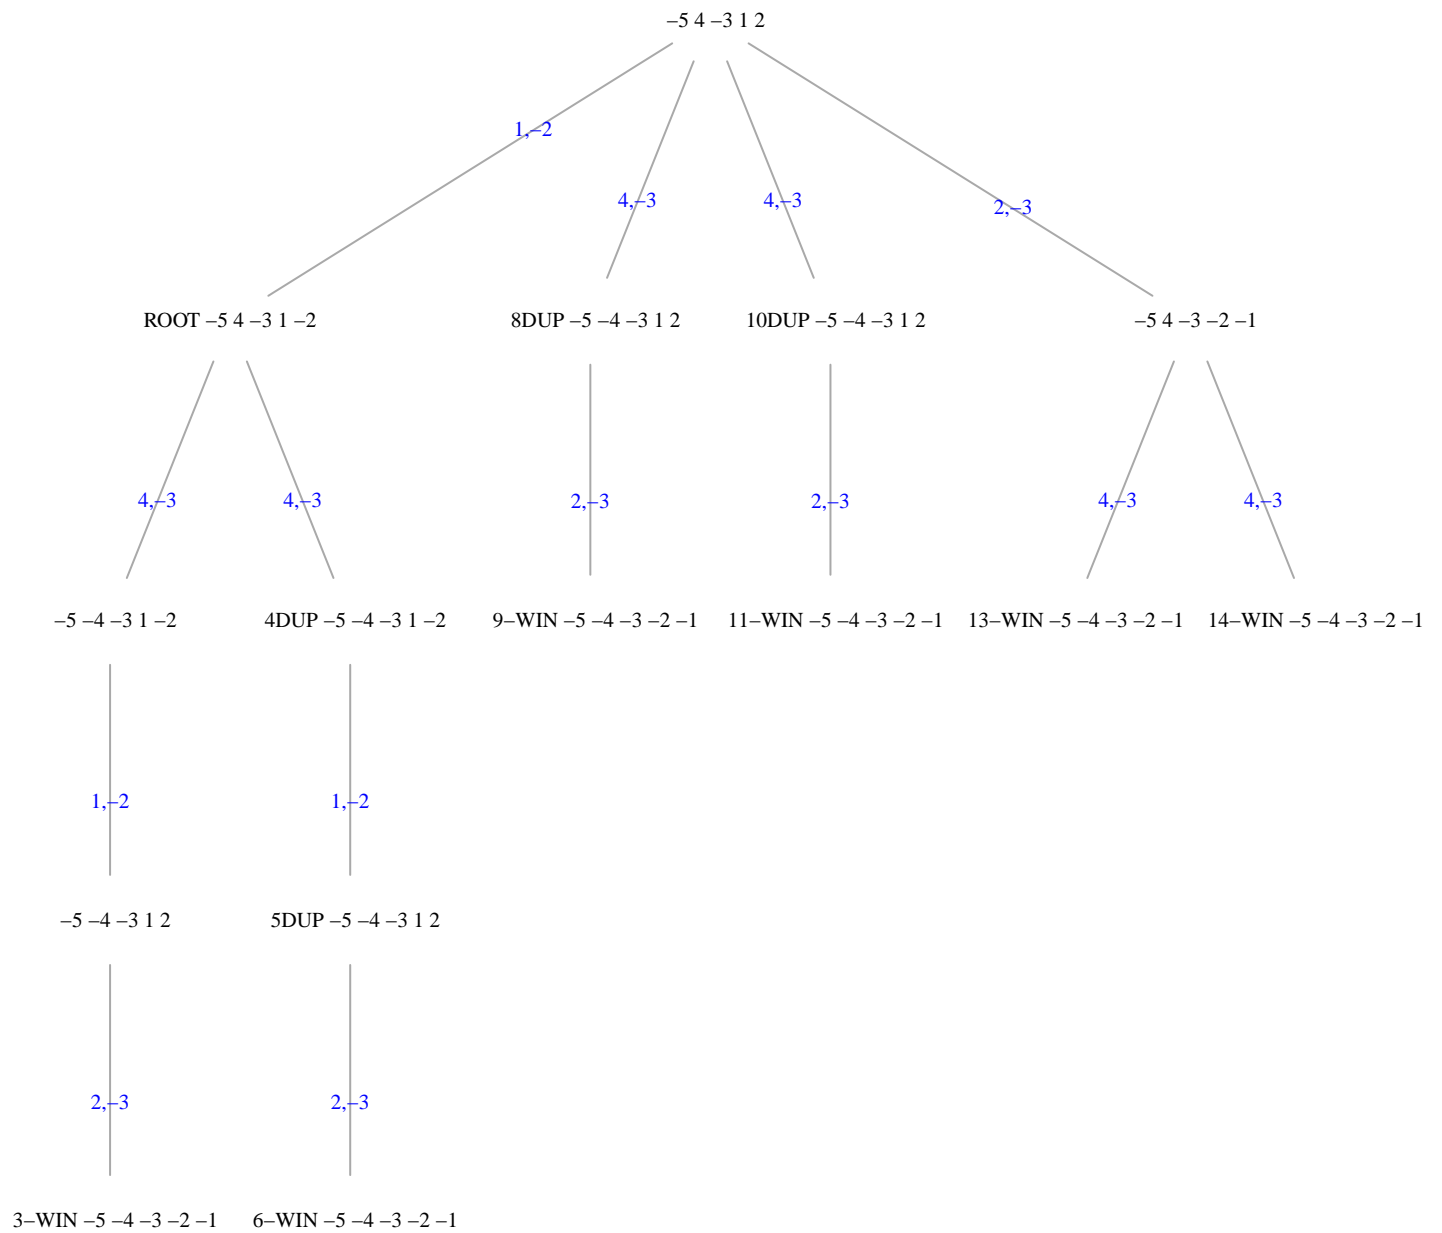 −5 4 −3 1 2
1,−2
4,−3
4,−3
2,−3
ROOT −5 4 −3 1 −2
8DUP −5 −4 −3 1 2
10DUP −5 −4 −3 1 2
−5 4 −3 −2 −1
4,−3
4,−3
2,−3
2,−3
4,−3
4,−3
−5 −4 −3 1 −2
4DUP −5 −4 −3 1 −2
9−WIN −5 −4 −3 −2 −1
11−WIN −5 −4 −3 −2 −1
13−WIN −5 −4 −3 −2 −1
14−WIN −5 −4 −3 −2 −1
1,−2
1,−2
−5 −4 −3 1 2
5DUP −5 −4 −3 1 2
2,−3
2,−3
3−WIN −5 −4 −3 −2 −1
6−WIN −5 −4 −3 −2 −1